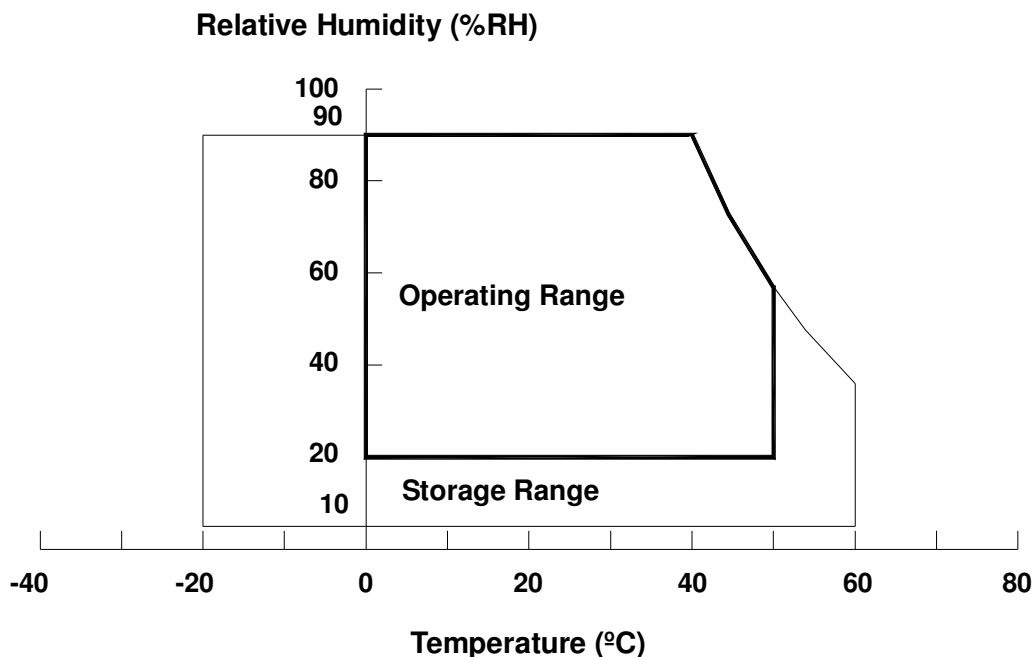 Relative Humidity (%RH)
100
90
80
60
Operating Range
40
20
Storage Range
10
-40 -20 0 20 40 60 80
Temperature (ºC)